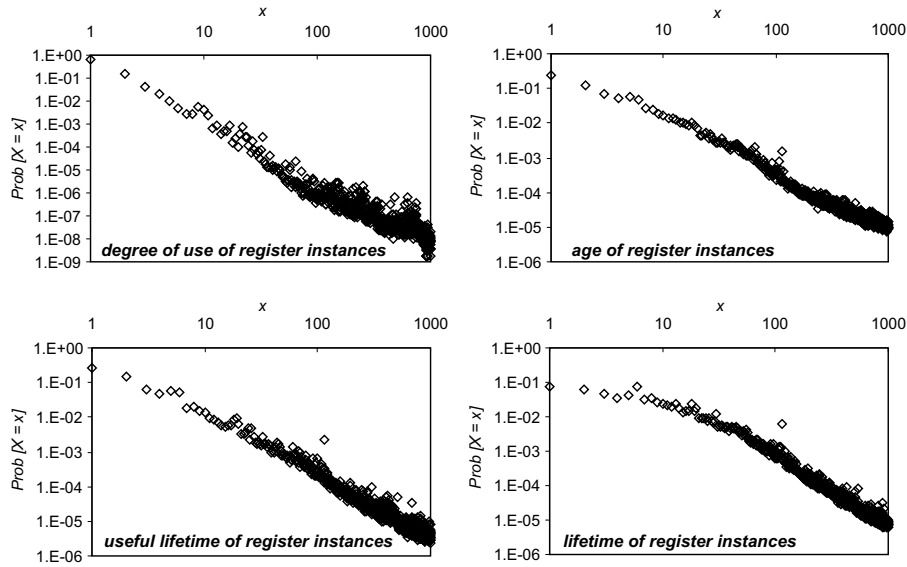 x
1 10 100 1000
1.E+00
1.E-01
1.E-02
1.E-03
1.E-04
1.E-05
1.E-06
1.E-07
1.E-08
1.E-09
Prob [X = x]
degree of use of register instances
x
1 10 100 1000
1.E+00
1.E-01
1.E-02
1.E-03
1.E-04
1.E-05
1.E-06
Prob [X = x]
age of register instances
x
1 10 100 1000
1.E+00
1.E-01
1.E-02
1.E-03
1.E-04
1.E-05
1.E-06
Prob [X = x]
useful lifetime of register instances
x
1 10 100 1000
1.E+00
1.E-01
1.E-02
1.E-03
1.E-04
1.E-05
1.E-06
Prob [X = x]
lifetime of register instances